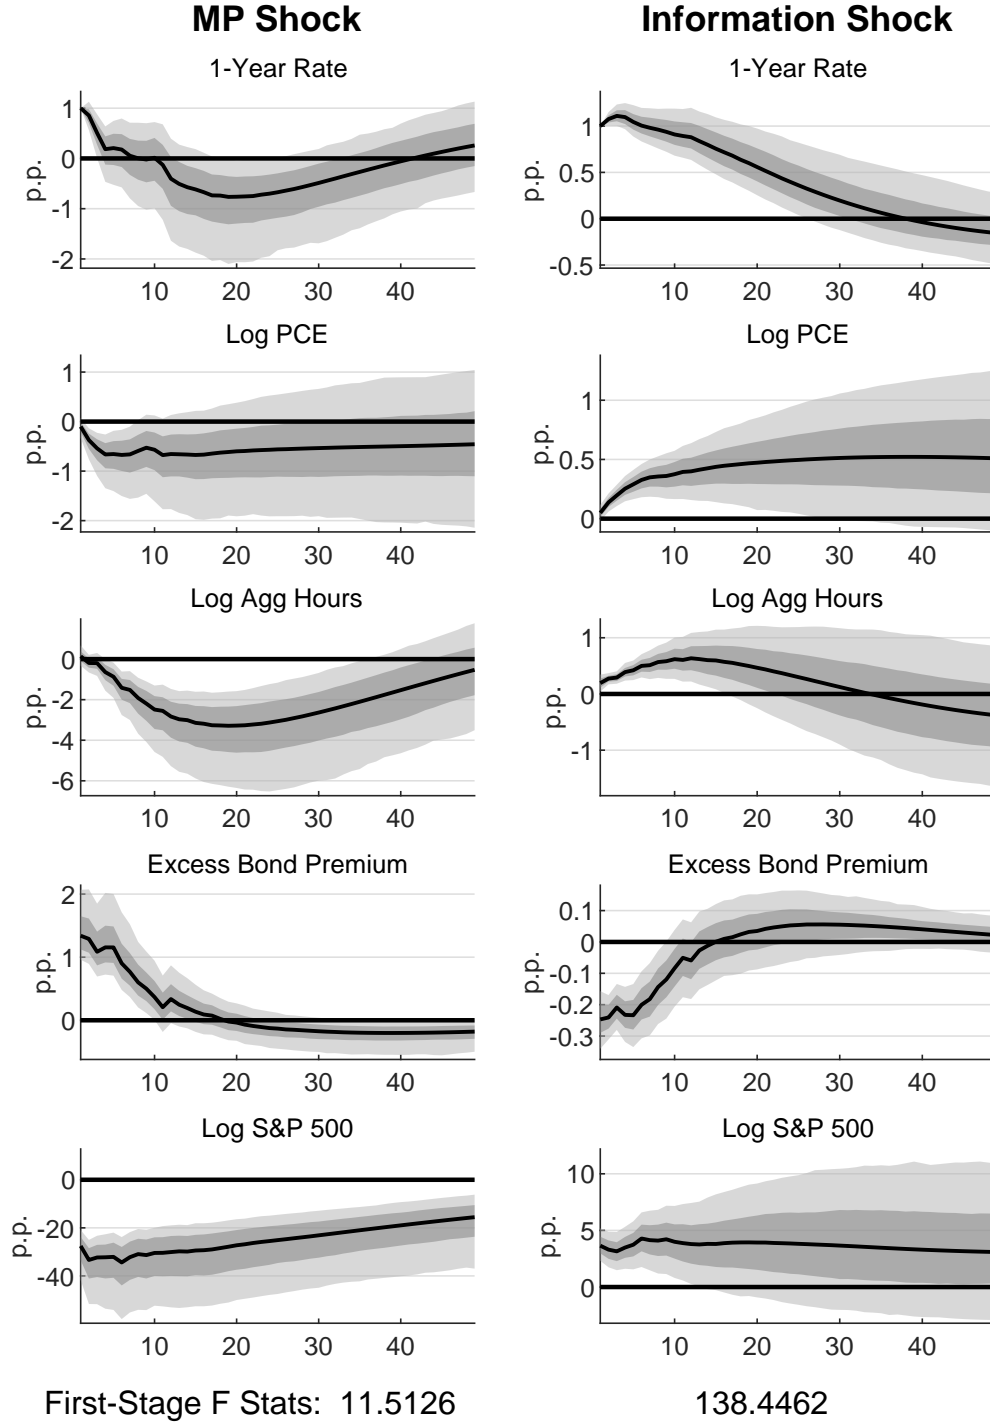 MP Shock
Information Shock
1-Year Rate
1
0
-1
-2
p.p.
10 20 30 40
1-Year Rate
1
0.5
0
-0.5
p.p.
10 20 30 40
Log PCE
1
0
-1
-2
p.p.
10 20 30 40
Log PCE
1
0.5
0
p.p.
10 20 30 40
Log Agg Hours
0
-2
-4
-6
p.p.
10 20 30 40
Log Agg Hours
1
0
-1
p.p.
10 20 30 40
Excess Bond Premium
2
1
0
p.p.
10 20 30 40
Excess Bond Premium
0.1
0
-0.1
-0.2
-0.3
p.p.
10 20 30 40
Log S&P 500
0
-20
-40
p.p.
10 20 30 40
Log S&P 500
10
5
0
p.p.
10 20 30 40
First-Stage F Stats: 11.5126 138.4462